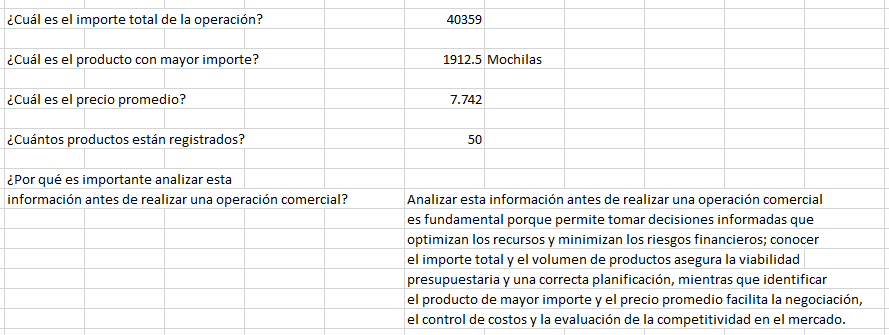 ¿Cuál es el importe total de la operación? 40359
¿Cuál es el producto con mayor importe? 1912.5 Mochilas
¿Cuál es el precio promedio? 7.742
¿Cuántos productos están registrados? 50
¿Por qué es importante analizar esta
información antes de realizar una operación comercial? Analizar esta información antes de realizar una operación comercial
es fundamental porque permite tomar decisiones informadas que
optimizan los recursos y minimizan los riesgos financieros; conocer
el importe total y el volumen de productos asegura la viabilidad
presupuestaria y una correcta planificación, mientras que identificar
el producto de mayor importe y el precio promedio facilita la negociación,
el control de costos y la evaluación de la competitividad en el mercado.